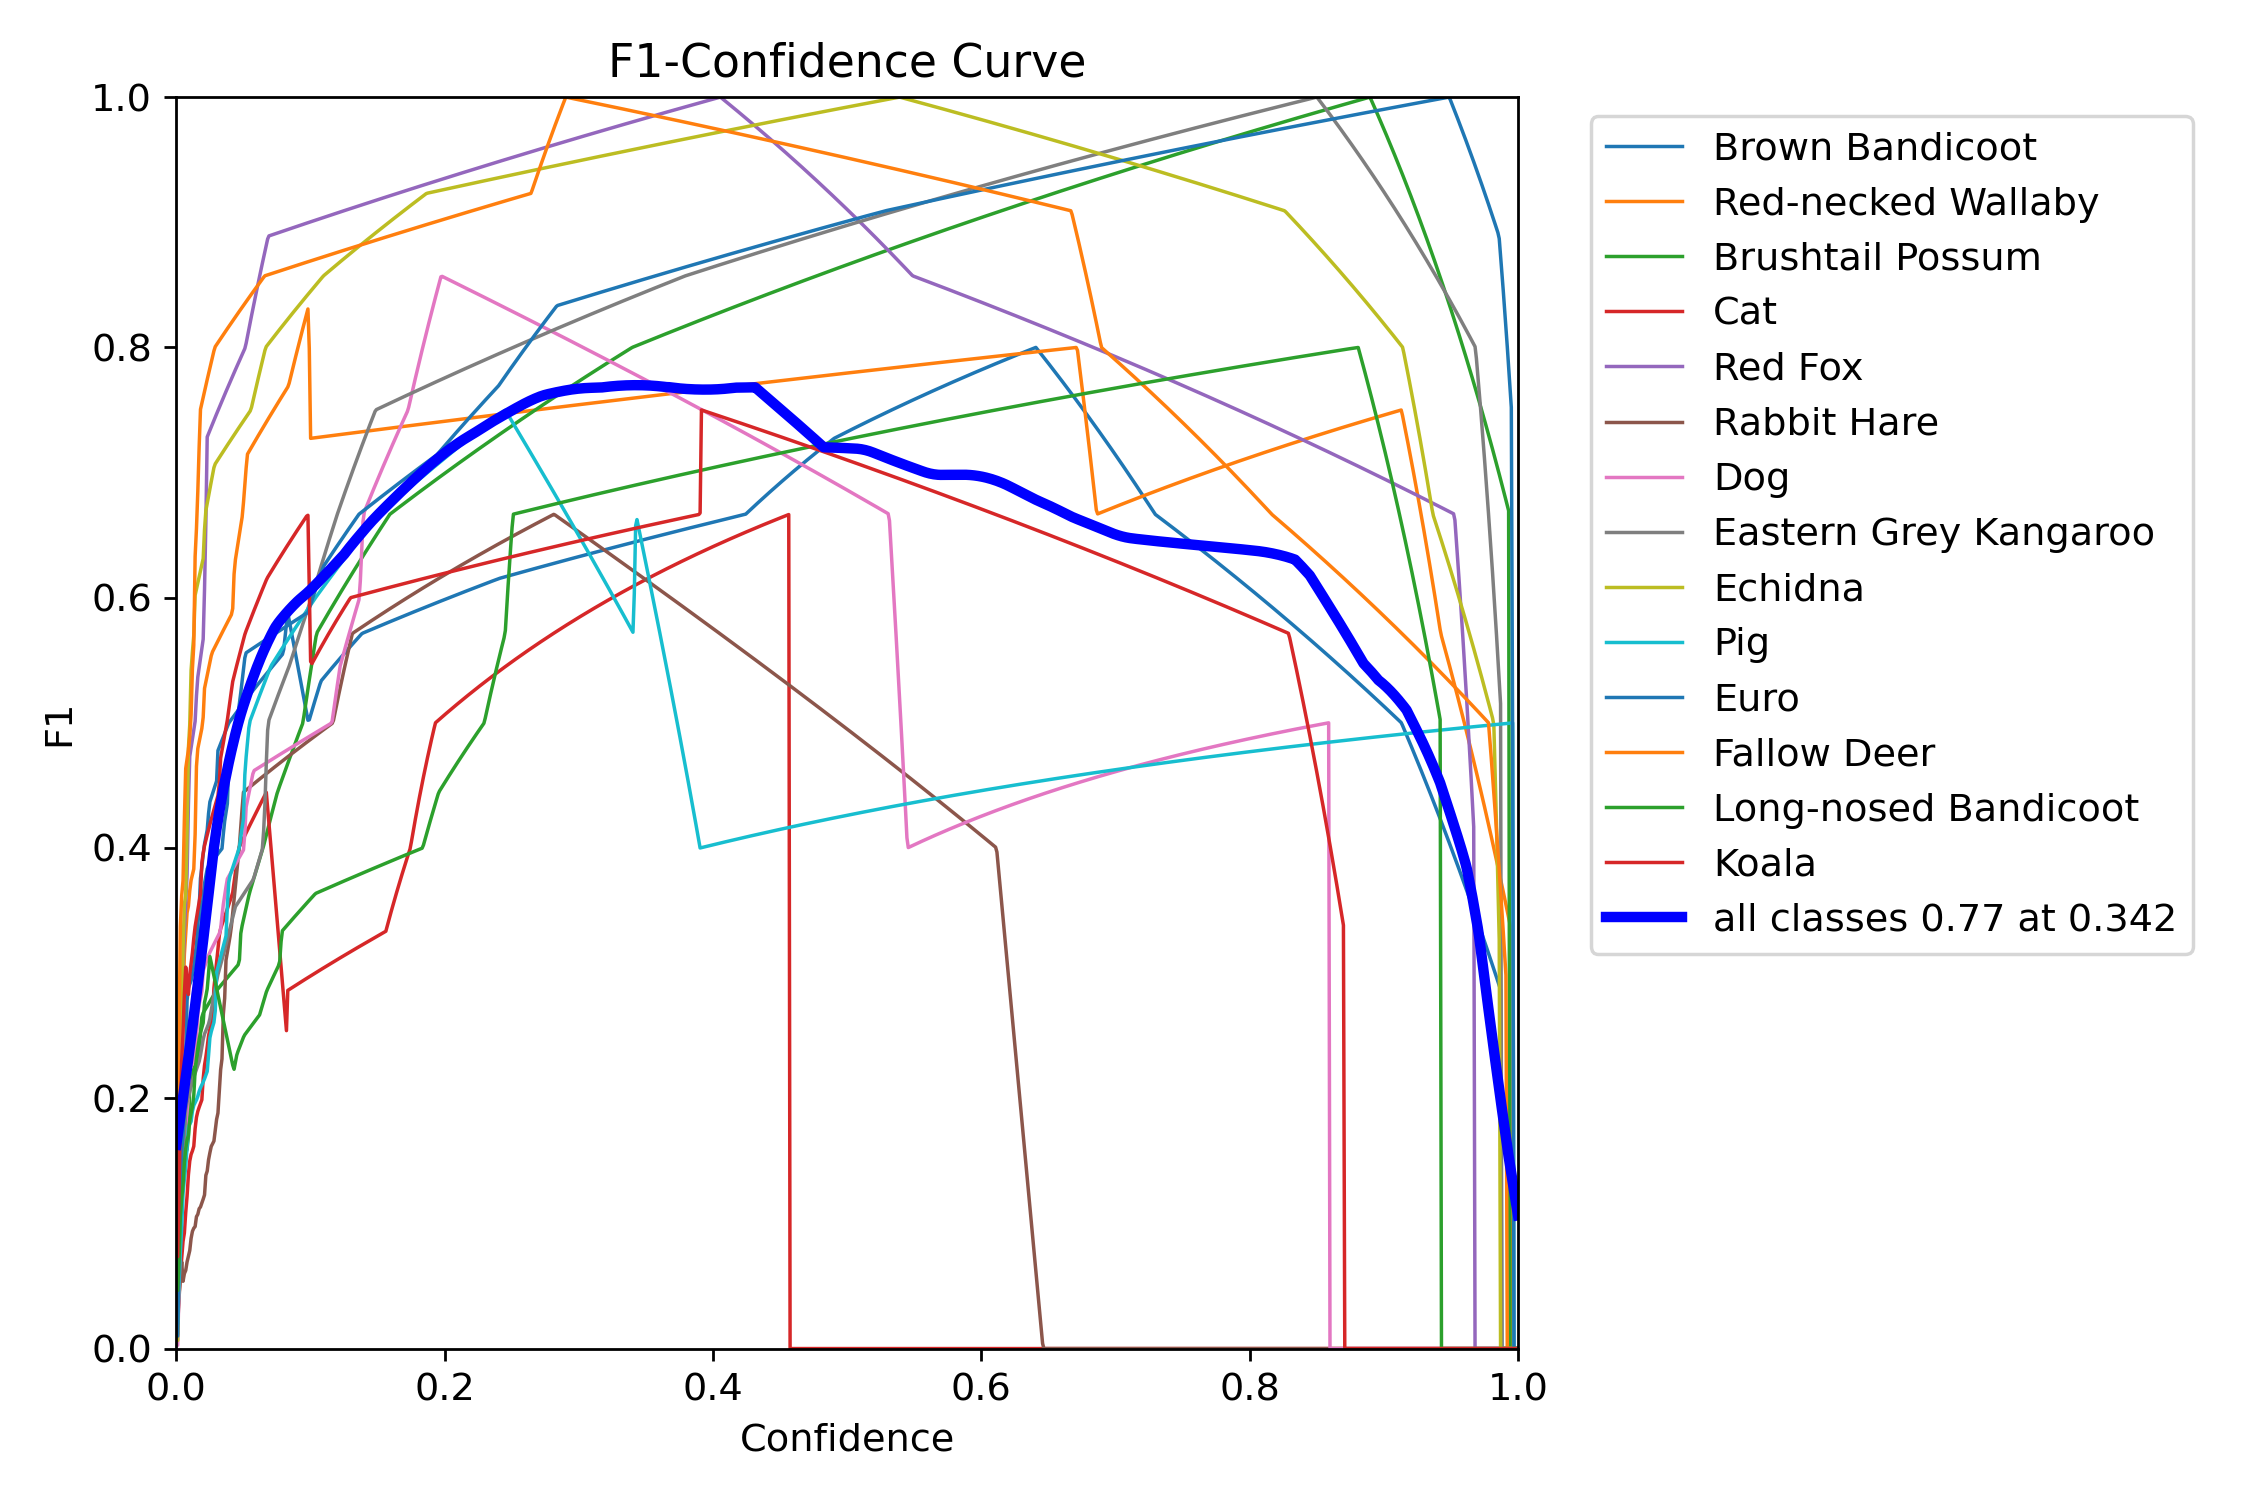 F1-Confidence Curve
1.0
0.8
0.6
0.4
0.2
0.0
F1
0.0 0.2 0.4 0.6 0.8 1.0
Confidence
Brown Bandicoot
Red-necked Wallaby
Brushtail Possum
Cat
Red Fox
Rabbit Hare
Dog
Eastern Grey Kangaroo
Echidna
Pig
Euro
Fallow Deer
Long-nosed Bandicoot
Koala
all classes 0.77 at 0.342